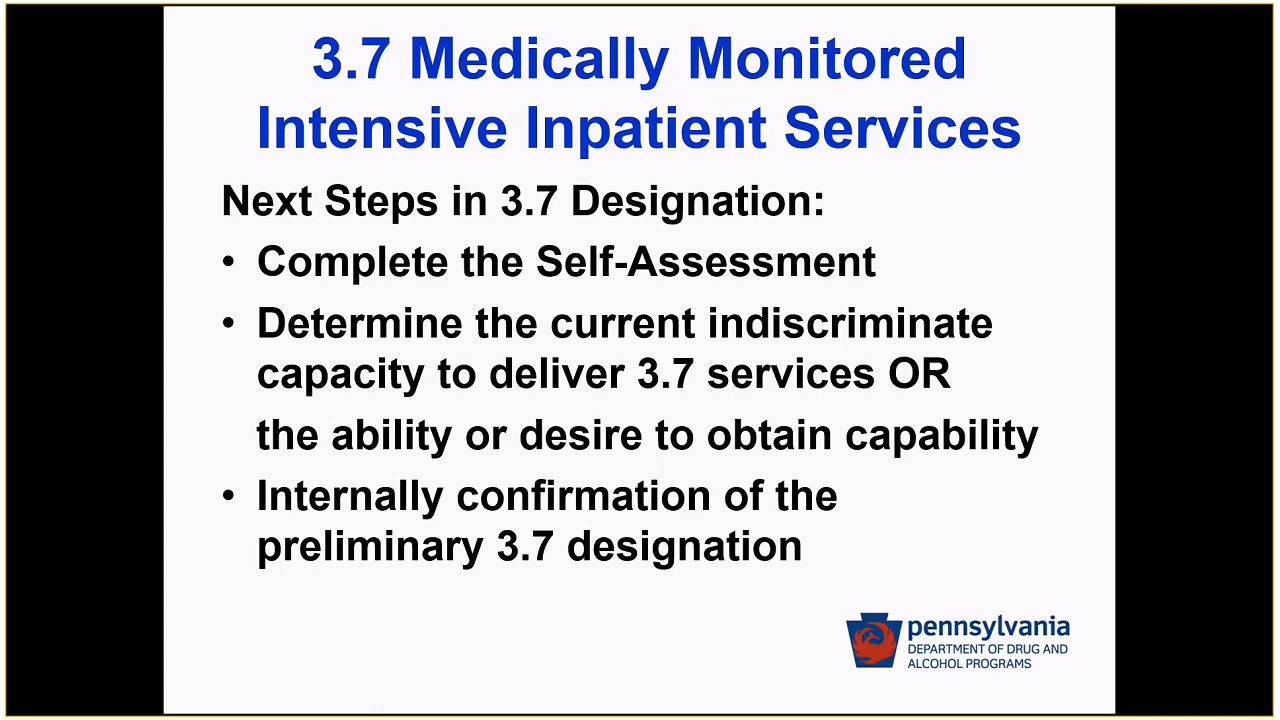 3.7 Medically Monitored
Intensive Inpatient Services
Next Steps in 3.7 Designation:
• Complete the Self-Assessment
• Determine the current indiscriminate
capacity to deliver 3.7 services OR
the ability or desire to obtain capability
• Internally confirmation of the
preliminary 3.7 designation
pennsylvania
DEPARTMENT OF DRUG AND
ALCOHOL PROGRAMS